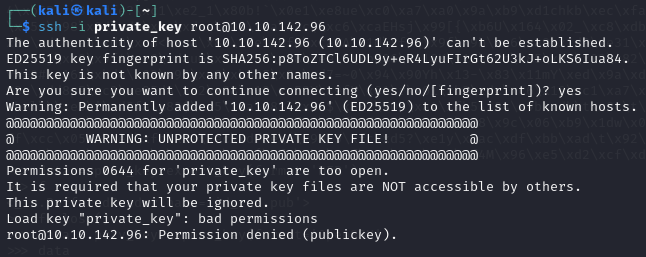 ┌──(kali㉿kali)-[~]
└─$ ssh -i private_key root@10.10.142.96
The authenticity of host '10.10.142.96 (10.10.142.96)' can't be established.
ED25519 key fingerprint is SHA256:p8ToZTCl6UDL9y+eR4LyuFIrGt62U3kJ+oLKS6Iua84.
This key is not known by any other names.
Are you sure you want to continue connecting (yes/no/[fingerprint])? yes
Warning: Permanently added '10.10.142.96' (ED25519) to the list of known hosts.
@@@@@@@@@@@@@@@@@@@@@@@@@@@@@@@@@@@@@@@@@@@@@@@@@@@@@@@@@@@
@         WARNING: UNPROTECTED PRIVATE KEY FILE!          @
@@@@@@@@@@@@@@@@@@@@@@@@@@@@@@@@@@@@@@@@@@@@@@@@@@@@@@@@@@@
Permissions 0644 for 'private_key' are too open.
It is required that your private key files are NOT accessible by others.
This private key will be ignored.
Load key "private_key": bad permissions
root@10.10.142.96: Permission denied (publickey).